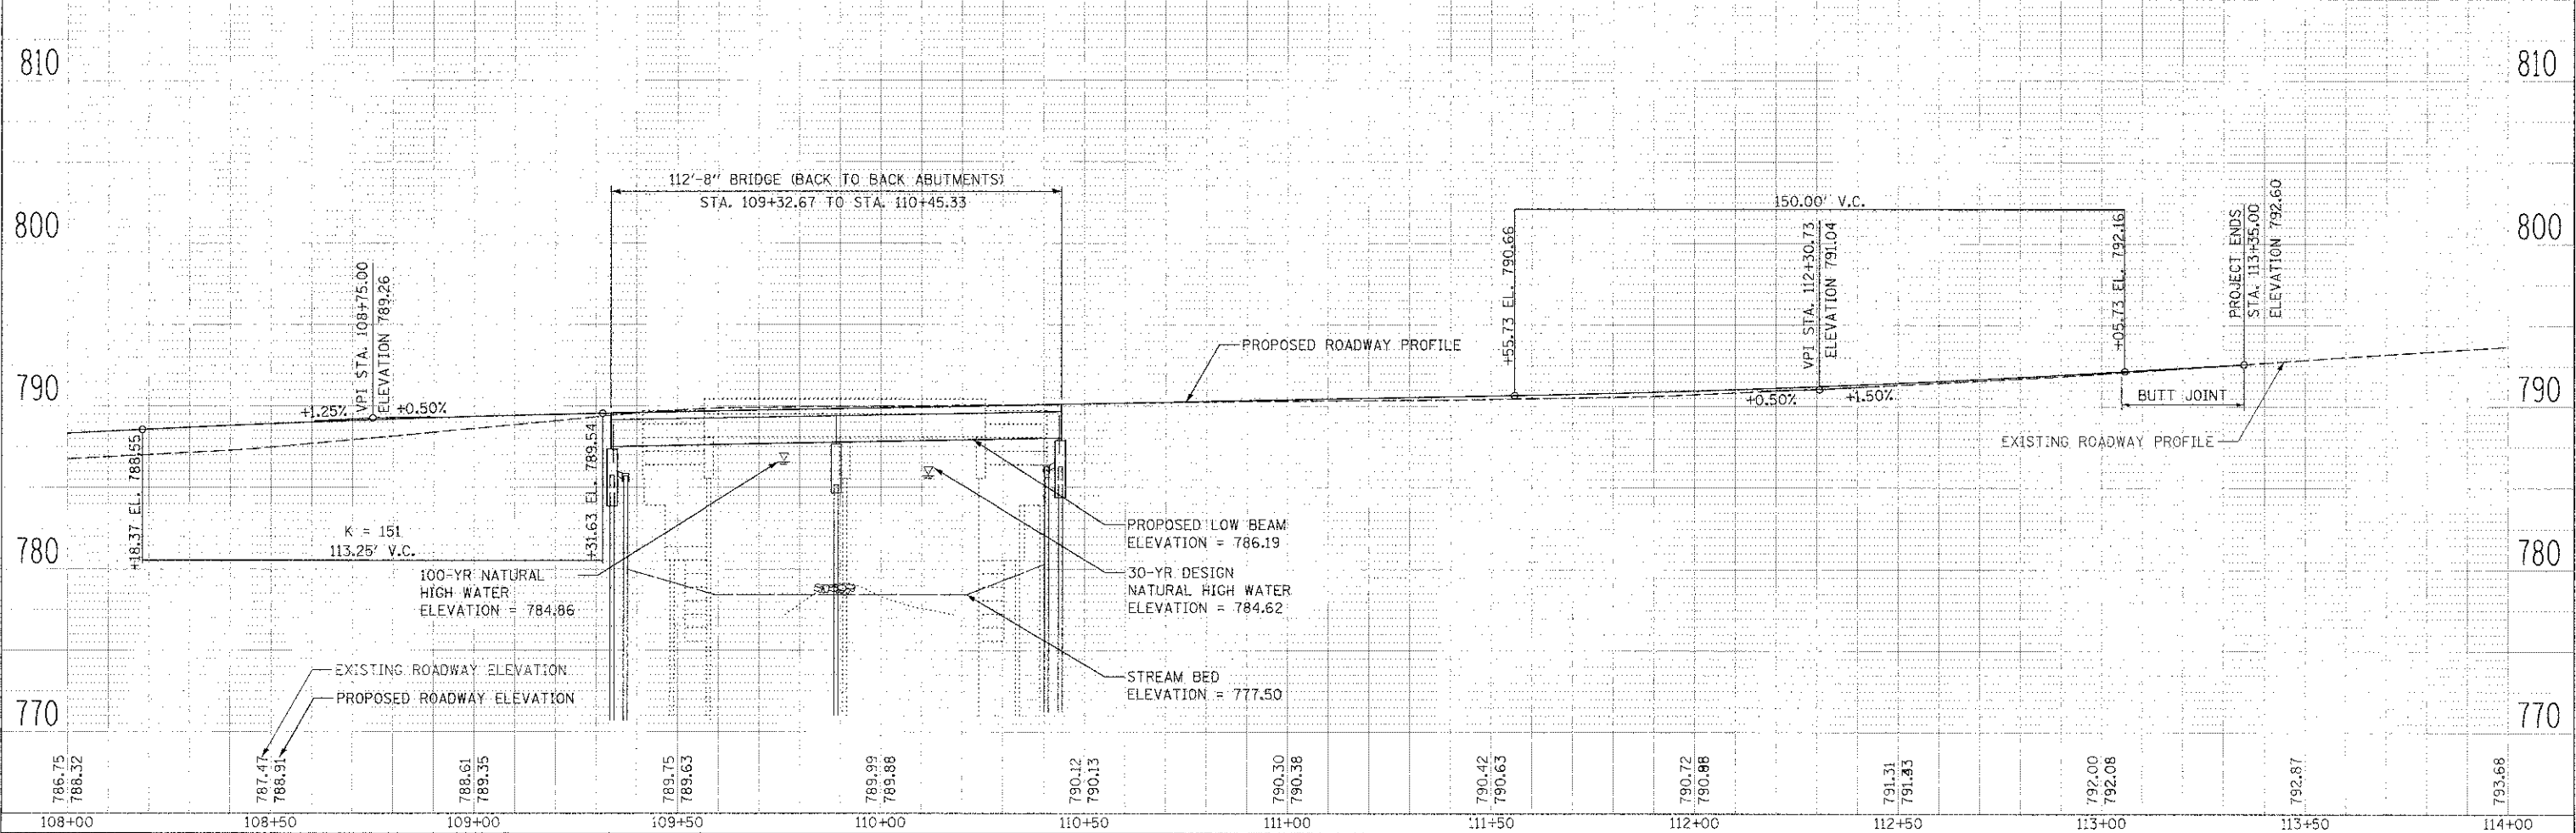 810
810
800
800
790
790
780
780
770
770
112'-8" BRIDGE (BACK TO BACK ABUTMENTS)
STA. 109+32.67 TO STA. 110+45.33
150.00' V.C.
VPI STA. 108+75.00
ELEVATION 789.26
+1.25%
+0.50%
+18.37 EL. 788.55
+31.63 EL. 789.54
K = 151
113.25' V.C.
PROPOSED ROADWAY PROFILE
+55.73 EL. 790.66
VPI STA. 112+30.73
ELEVATION 791.04
+0.50%
+1.50%
+05.73 EL. 792.16
PROJECT ENDS
STA. 113+35.00
ELEVATION 792.60
BUTT JOINT
EXISTING ROADWAY PROFILE
100-YR NATURAL
HIGH WATER
ELEVATION = 784.86
PROPOSED LOW BEAM
ELEVATION = 786.19
30-YR DESIGN
NATURAL HIGH WATER
ELEVATION = 784.62
STREAM BED
ELEVATION = 777.50
EXISTING ROADWAY ELEVATION
PROPOSED ROADWAY ELEVATION
786.75
788.32
787.47
788.91
788.61
789.35
789.75
789.63
789.99
789.88
790.12
790.13
790.30
790.38
790.42
790.63
790.72
791.31
792.00
792.08
792.87
793.68
108+00
108+50
109+00
109+50
110+00
110+50
111+00
111+50
112+00
112+50
113+00
113+50
114+00